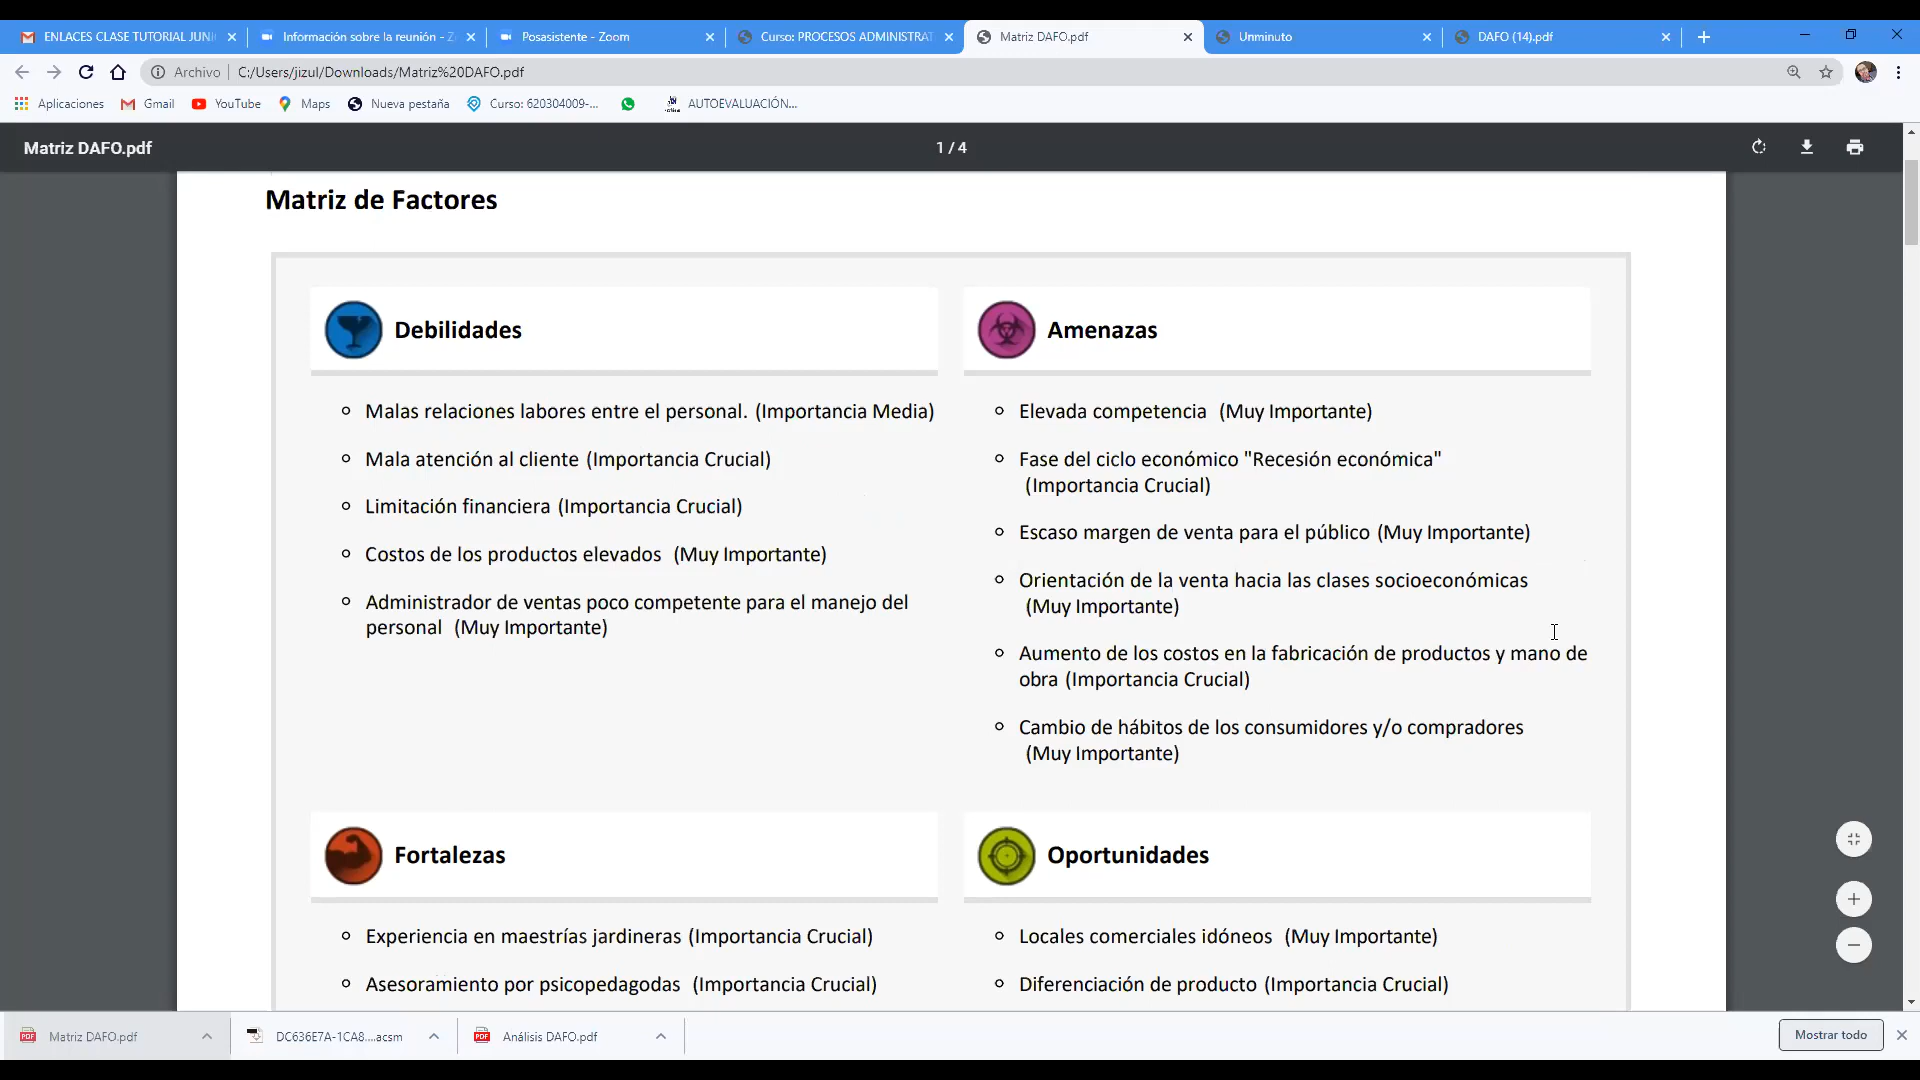 ENLACES CLASE TUTORIAL JUNI
Información sobre la reunión - Z
Posasistente - Zoom
Curso: PROCESOS ADMINISTRAT
Matriz DAFO.pdf
Unminuto
DAFO (14).pdf
Archivo
C:/Users/jizul/Downloads/Matriz%20DAFO.pdf
Aplicaciones
Gmail
YouTube
Maps
Nueva pestaña
Curso: 620304009-...
AUTOEVALUACIÓN...
Matriz DAFO.pdf
1 / 4
Matriz de Factores
Debilidades
Malas relaciones labores entre el personal. (Importancia Media)
Mala atención al cliente (Importancia Crucial)
Limitación financiera (Importancia Crucial)
Costos de los productos elevados (Muy Importante)
Administrador de ventas poco competente para el manejo del
personal (Muy Importante)
Amenazas
Elevada competencia (Muy Importante)
Fase del ciclo económico "Recesión económica"
(Importancia Crucial)
Escaso margen de venta para el público (Muy Importante)
Orientación de la venta hacia las clases socioeconómicas
(Muy Importante)
Aumento de los costos en la fabricación de productos y mano de
obra (Importancia Crucial)
Cambio de hábitos de los consumidores y/o compradores
(Muy Importante)
Fortalezas
Experiencia en maestrías jardineras (Importancia Crucial)
Asesoramiento por psicopedagodas (Importancia Crucial)
Oportunidades
Locales comerciales idóneos (Muy Importante)
Diferenciación de producto (Importancia Crucial)
Matriz DAFO.pdf
DC636E7A-1CA8....acsm
Análisis DAFO.pdf
Mostrar todo